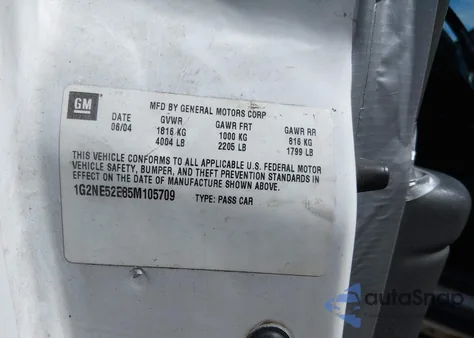 GM
MFD BY GENERAL MOTORS CORP
DATE GVWR GAWR FRT GAWR RR
06/04 1816 KG 1000 KG 816 KG
4004 LB 2205 LB 1799 LB
THIS VEHICLE CONFORMS TO ALL APPLICABLE U.S. FEDERAL MOTOR
VEHICLE SAFETY, BUMPER, AND THEFT PREVENTION STANDARDS IN
EFFECT ON THE DATE OF MANUFACTURE SHOWN ABOVE.
1G2NE52E85M105709 TYPE: PASS CAR
autoSnap